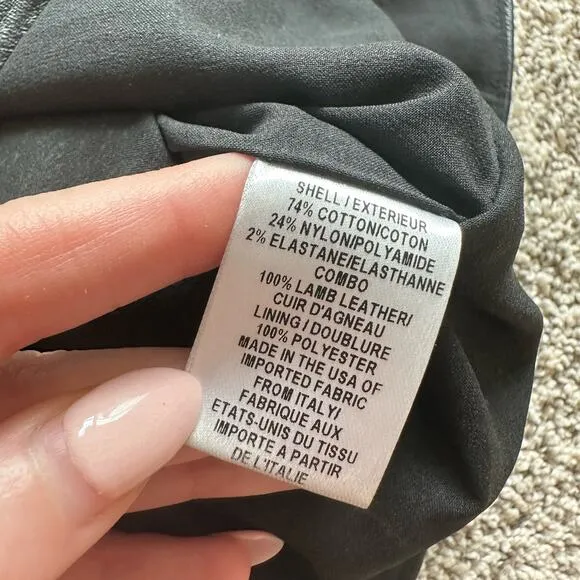 SHELL / EXTERIEUR
74% COTTON/COTON
24% NYLON/POLYAMIDE
2% ELASTANE/ELASTHANNE
COMBO
100% LAMB LEATHER/
CUIR D'AGNEAU
LINING / DOUBLURE
100% POLYESTER
MADE IN THE USA OF
IMPORTED FABRIC
FROM ITALY/
FABRIQUE AUX
ETATS-UNIS DU TISSU
IMPORTE A PARTIR
DE L'ITALIE